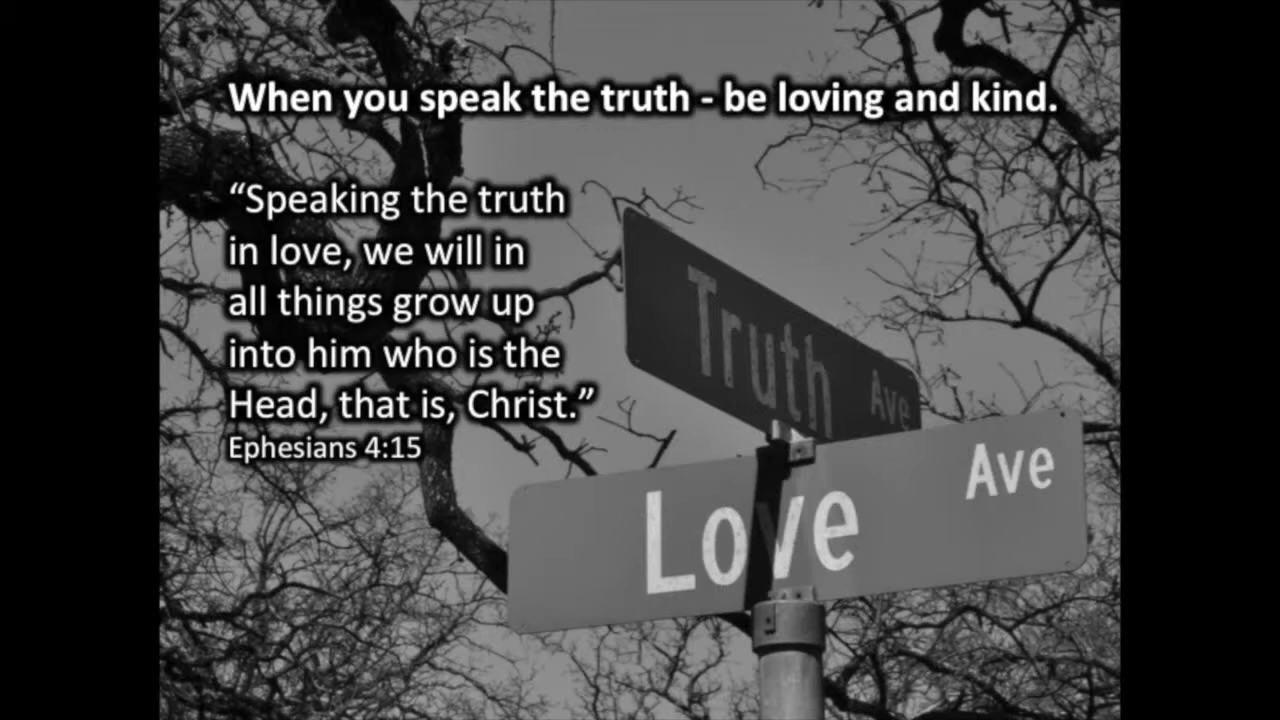 When you speak the truth - be loving and kind.
“Speaking the truth
in love, we will in
all things grow up
into him who is the
Head, that is, Christ.”
Ephesians 4:15
Truth Ave
Love Ave